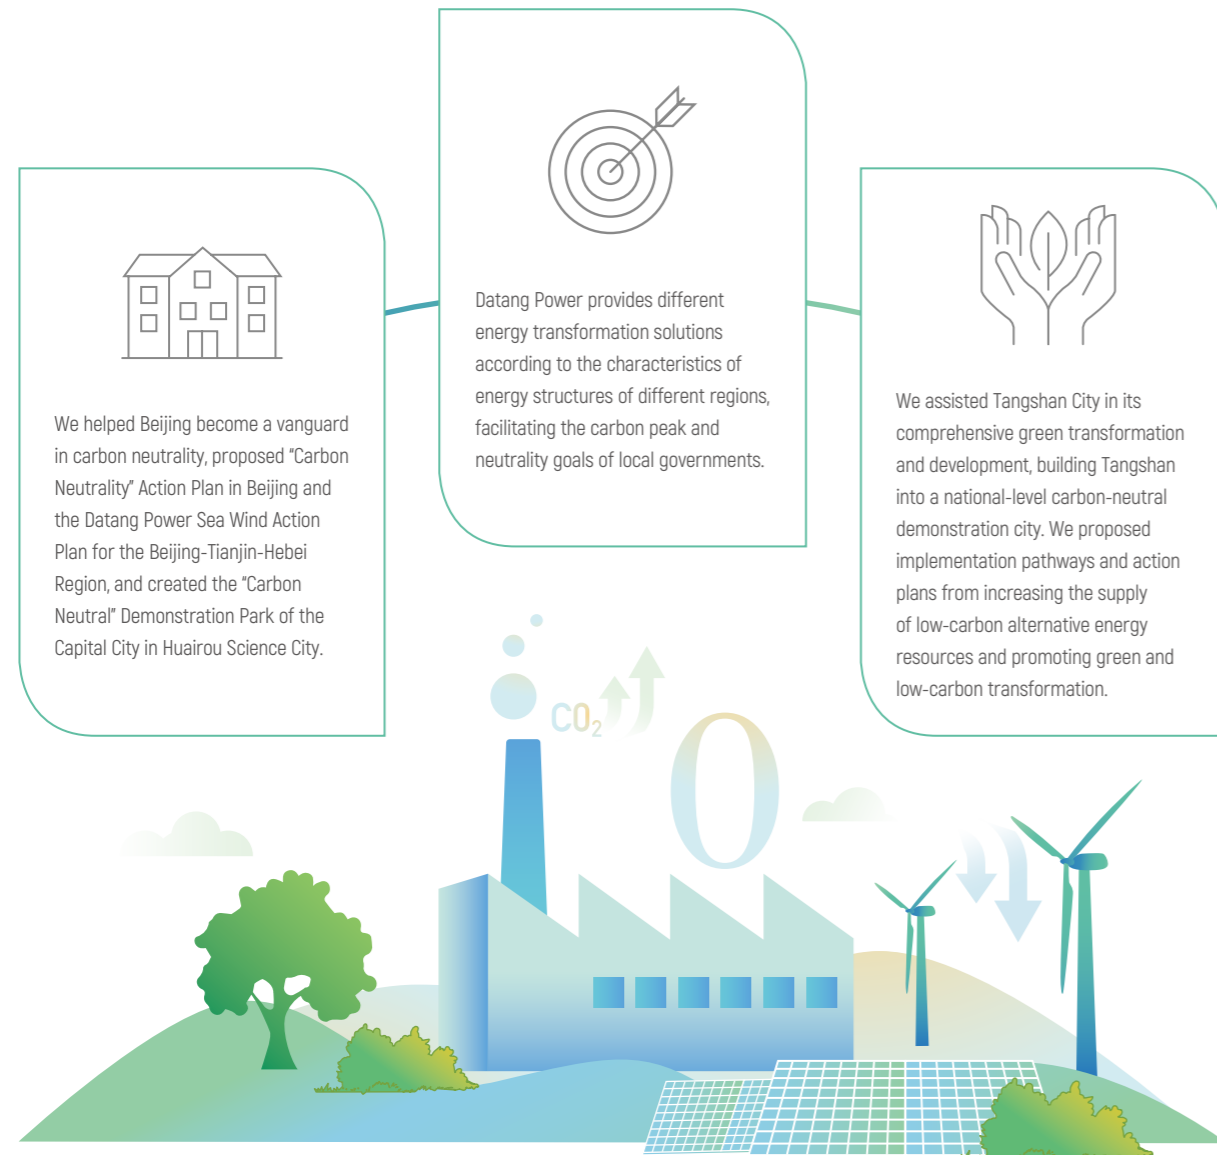 We helped Beijing become a vanguard
in carbon neutrality, proposed “Carbon
Neutrality” Action Plan in Beijing and
the Datang Power Sea Wind Action
Plan for the Beijing-Tianjin-Hebei
Region, and created the “Carbon
Neutral” Demonstration Park of the
Capital City in Huairou Science City.
Datang Power provides different
energy transformation solutions
according to the characteristics of
energy structures of different regions,
facilitating the carbon peak and
neutrality goals of local governments.
We assisted Tangshan City in its
comprehensive green transformation
and development, building Tangshan
into a national-level carbon-neutral
demonstration city. We proposed
implementation pathways and action
plans from increasing the supply
of low-carbon alternative energy
resources and promoting green and
low-carbon transformation.
CO₂
0